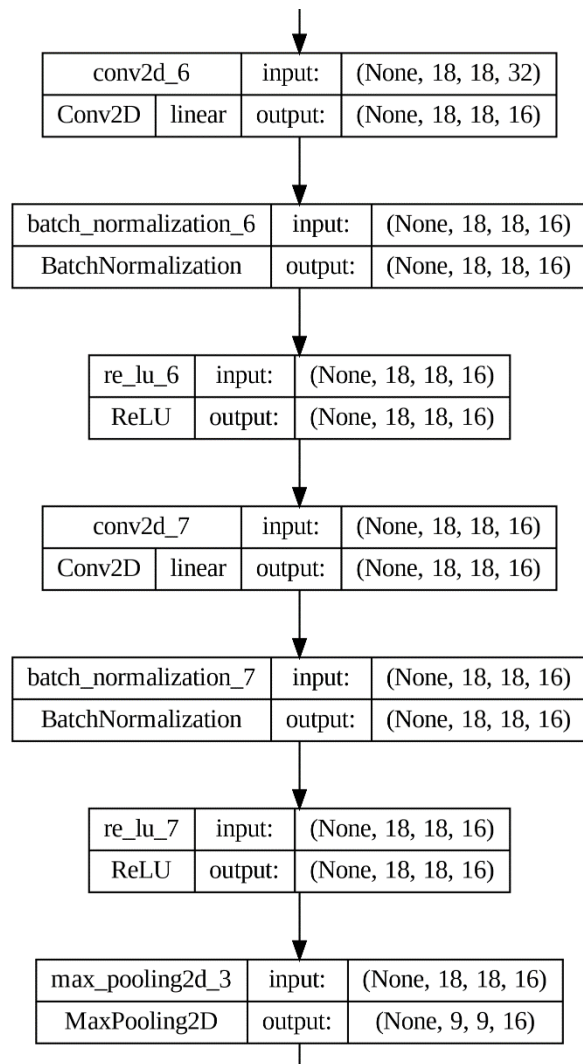 conv2d_6 input: (None, 18, 18, 32)
Conv2D linear output: (None, 18, 18, 16)
batch_normalization_6 input: (None, 18, 18, 16)
BatchNormalization output: (None, 18, 18, 16)
re_lu_6 input: (None, 18, 18, 16)
ReLU output: (None, 18, 18, 16)
conv2d_7 input: (None, 18, 18, 16)
Conv2D linear output: (None, 18, 18, 16)
batch_normalization_7 input: (None, 18, 18, 16)
BatchNormalization output: (None, 18, 18, 16)
re_lu_7 input: (None, 18, 18, 16)
ReLU output: (None, 18, 18, 16)
max_pooling2d_3 input: (None, 18, 18, 16)
MaxPooling2D output: (None, 9, 9, 16)